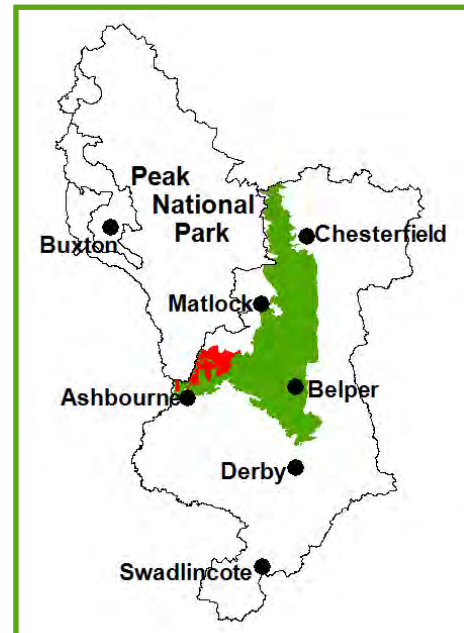 Peak
National
Park
Buxton
Chesterfield
Matlock
Ashbourne
Belper
Derby
Swadlincote